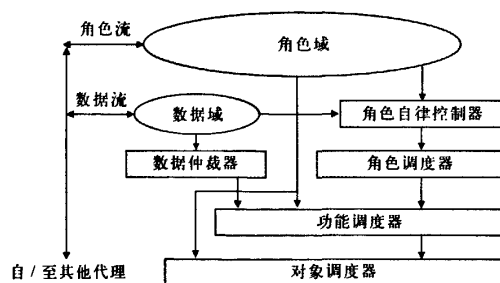 角色流
角色域
数据流
数据域
角色自律控制器
数据仲裁器
角色调度器
功能调度器
自/至其他代理
对象调度器